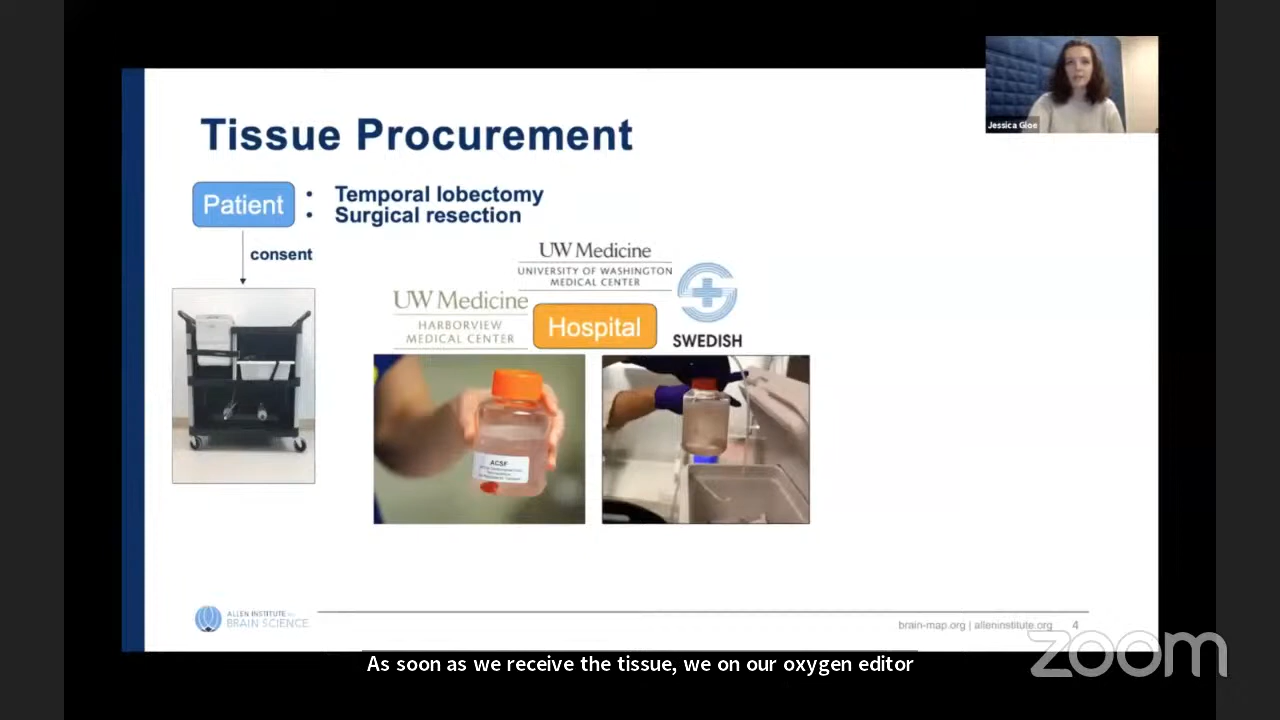 Jessica Gloe
Tissue Procurement
Patient
• Temporal lobectomy
• Surgical resection
consent
UW Medicine
UNIVERSITY OF WASHINGTON
MEDICAL CENTER
UW Medicine
HARBORVIEW
MEDICAL CENTER
Hospital
SWEDISH
ACSF
ALLEN INSTITUTE for
BRAIN SCIENCE
brain-map.org | alleninstitute.org 4
zoom
As soon as we receive the tissue, we on our oxygen editor